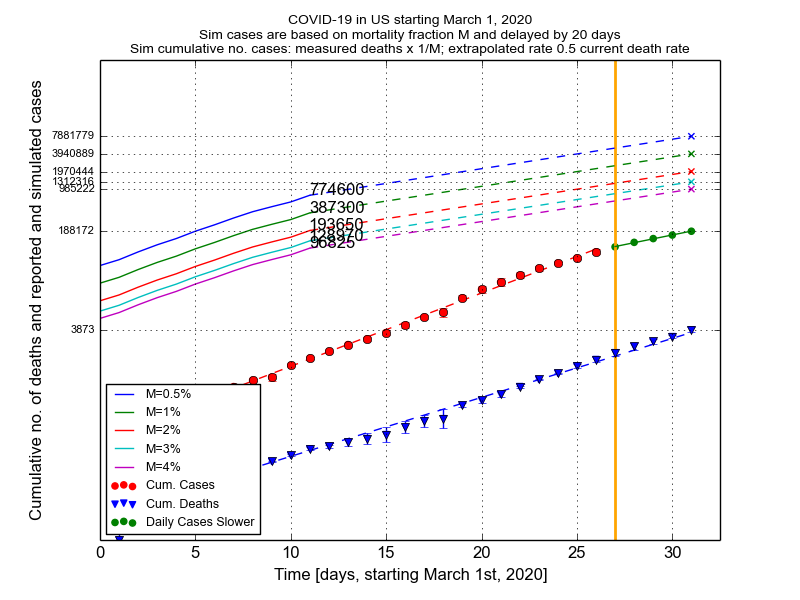 COVID-19 in US starting March 1, 2020
Sim cases are based on mortality fraction M and delayed by 20 days
Sim cumulative no. cases: measured deaths x 1/M; extrapolated rate 0.5 current death rate
Cumulative no. of deaths and reported and simulated cases
7881779
3940889
1970444
1312316
985222
188172
3873
774600
387300
193650
128970
96825
M=0.5%
M=1%
M=2%
M=3%
M=4%
Cum. Cases
Cum. Deaths
Daily Cases Slower
0 5 10 15 20 25 30
Time [days, starting March 1st, 2020]